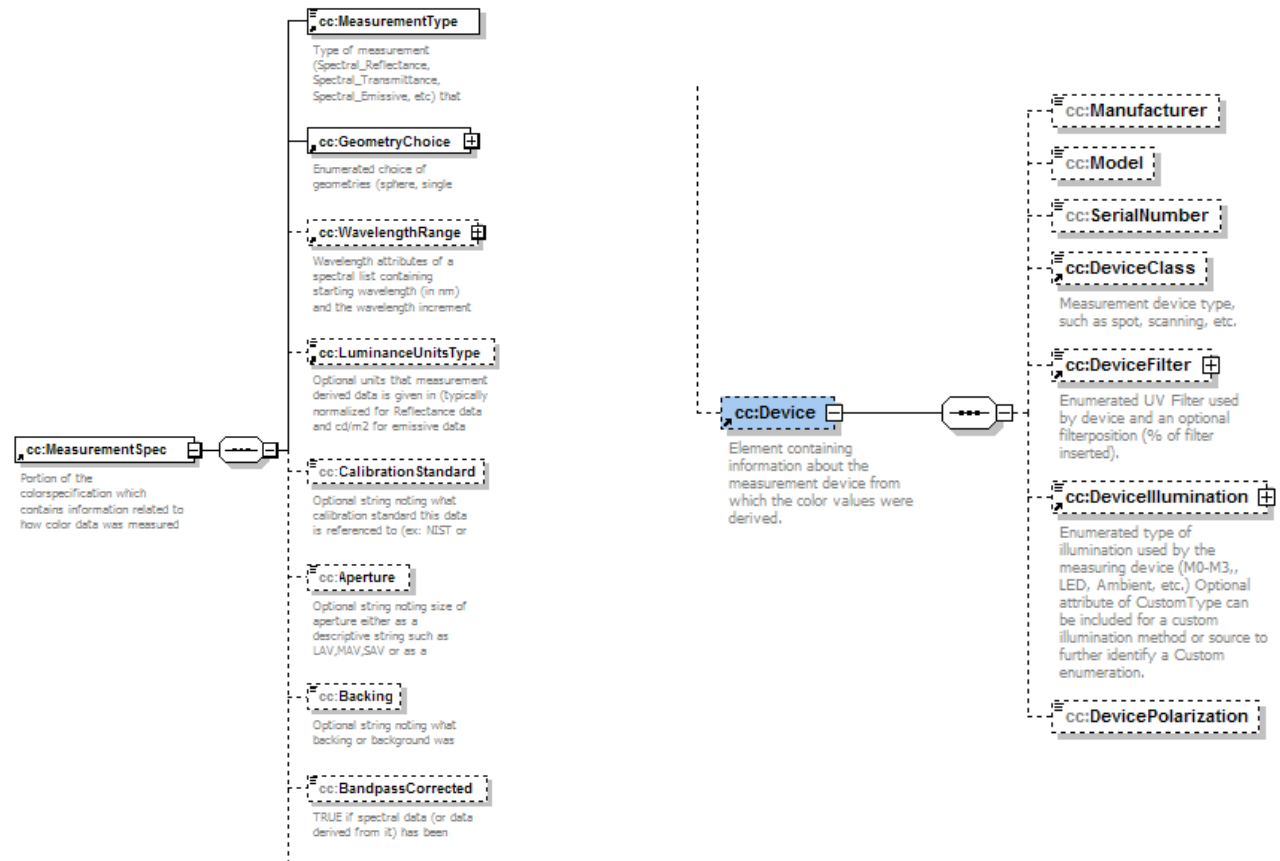 cc:MeasurementType
Type of measurement
(Spectral_Reflectance,
Spectral_Transmittance,
Spectral_Emissive, etc) that
cc:GeometryChoice
Enumerated choice of
geometries (sphere, single
cc:WavelengthRange
Wavelength attributes of a
spectral list containing
starting wavelength (in nm)
and the wavelength increment
cc:LuminanceUnitsType
Optional units that measurement
derived data is given in (typically
normalized for Reflectance data
and cd/m2 for emissive data
cc:MeasurementSpec
Portion of the
colorspecification which
contains information related to
how color data was measured
cc:CalibrationStandard
Optional string noting what
calibration standard this data
is referenced to (ex: NIST or
cc:Aperture
Optional string noting size of
aperture either as a
descriptive string such as
LAV,MAV,SAV or as a
cc:Backing
Optional string noting what
backing or background was
cc:BandpassCorrected
TRUE if spectral data (or data
derived from it) has been
cc:Device
Element containing
information about the
measurement device from
which the color values were
derived.
cc:Manufacturer
cc:Model
cc:SerialNumber
cc:DeviceClass
Measurement device type,
such as spot, scanning, etc.
cc:DeviceFilter
Enumerated UV Filter used
by device and an optional
filterposition (% of filter
inserted).
cc:DeviceIllumination
Enumerated type of
illumination used by the
measuring device (M0-M3,,
LED, Ambient, etc.) Optional
attribute of CustomType can
be included for a custom
illumination method or source to
further identify a Custom
enumeration.
cc:DevicePolarization